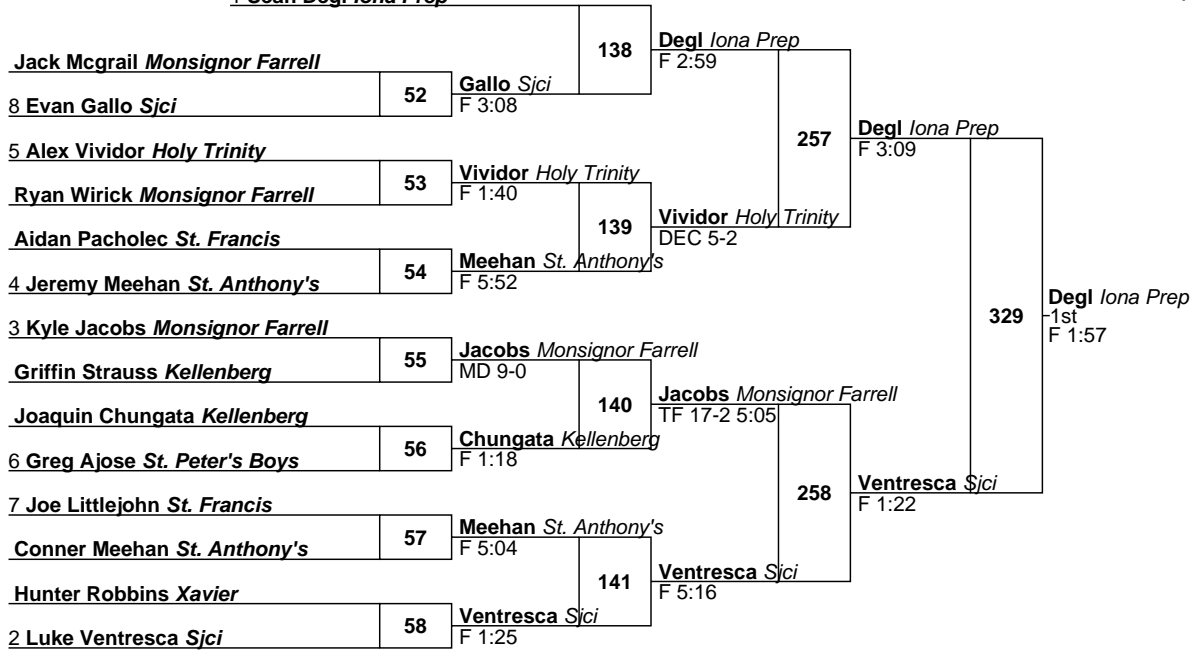 1 Sean Degl Iona Prep
138
Degl Iona Prep
F 2:59
Jack Mcgrail Monsignor Farrell
52
Gallo Sjci
F 3:08
8 Evan Gallo Sjci
257
Degl Iona Prep
F 3:09
5 Alex Vividor Holy Trinity
53
Vividor Holy Trinity
F 1:40
Ryan Wirick Monsignor Farrell
139
Vividor Holy Trinity
DEC 5-2
Aidan Pacholec St. Francis
54
Meehan St. Anthony's
F 5:52
4 Jeremy Meehan St. Anthony's
329
Degl Iona Prep
1st
F 1:57
3 Kyle Jacobs Monsignor Farrell
55
Jacobs Monsignor Farrell
MD 9-0
Griffin Strauss Kellenberg
140
Jacobs Monsignor Farrell
TF 17-2 5:05
Joaquin Chungata Kellenberg
56
Chungata Kellenberg
F 1:18
6 Greg Ajose St. Peter's Boys
258
Ventresca Sjci
F 1:22
7 Joe Littlejohn St. Francis
57
Meehan St. Anthony's
F 5:04
Conner Meehan St. Anthony's
141
Ventresca Sjci
F 5:16
Hunter Robbins Xavier
58
Ventresca Sjci
F 1:25
2 Luke Ventresca Sjci